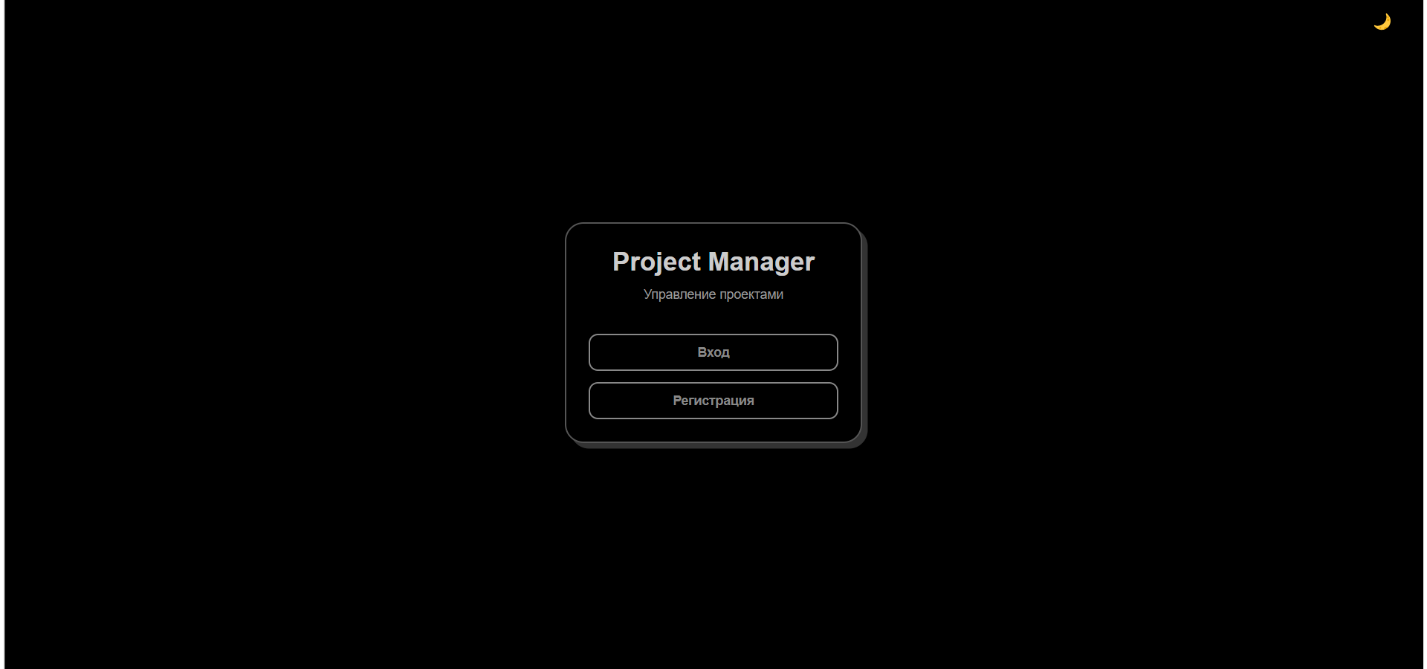 Project Manager
Управление проектами
Вход
Регистрация